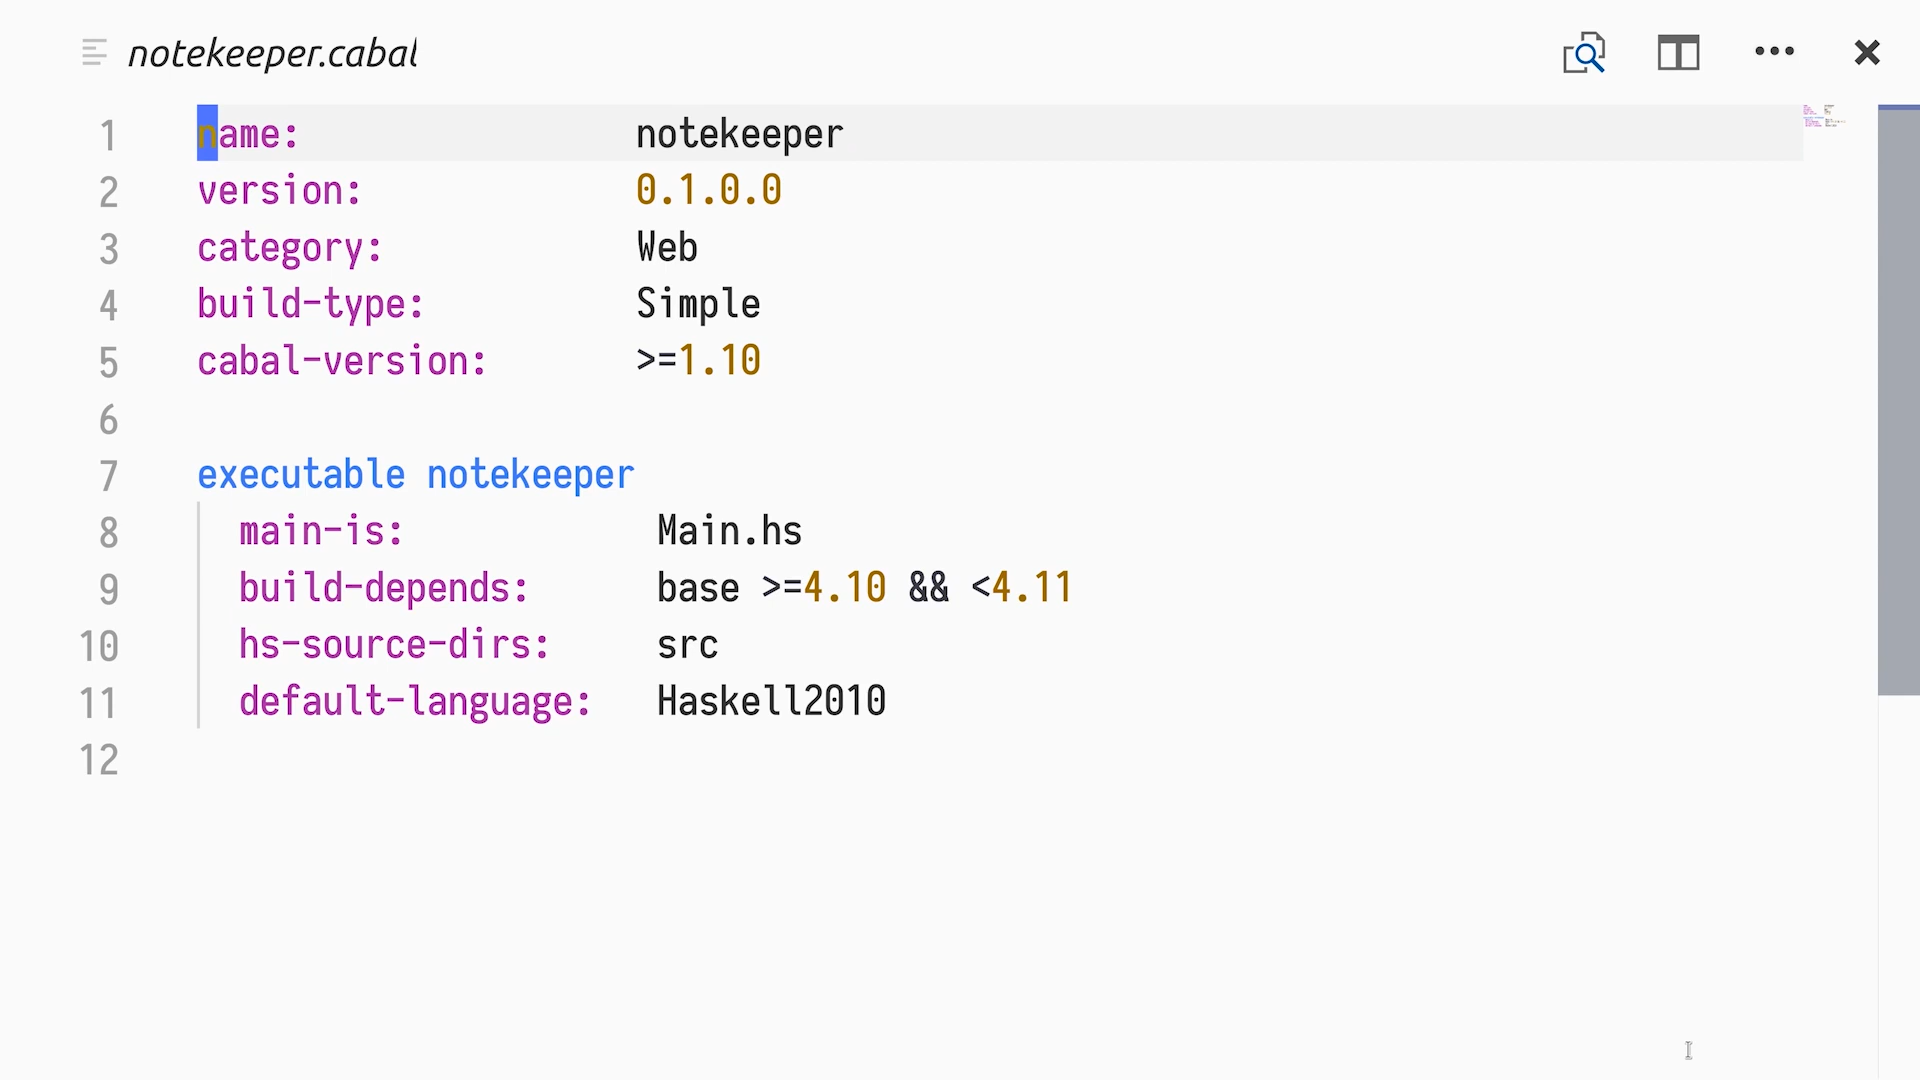 notekeeper.cabal
1 name: notekeeper
2 version: 0.1.0.0
3 category: Web
4 build-type: Simple
5 cabal-version: >=1.10
6
7 executable notekeeper
8 main-is: Main.hs
9 build-depends: base >=4.10 && <4.11
10 hs-source-dirs: src
11 default-language: Haskell2010
12